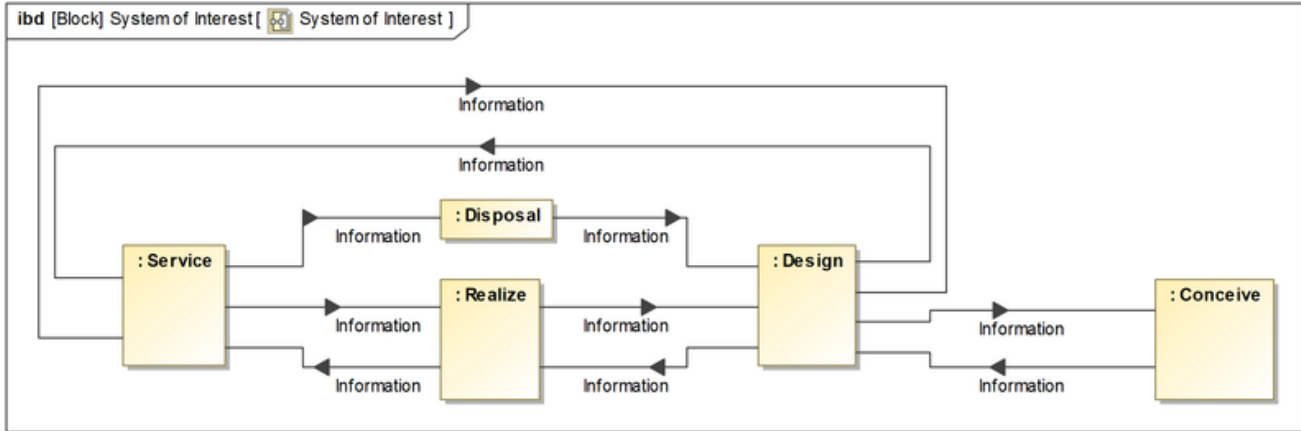 ibd [Block] System of Interest [ System of Interest ]
Information
Information
: Disposal
Information
Information
: Service
: Design
: Realize
: Conceive
Information
Information
Information
Information
Information
Information